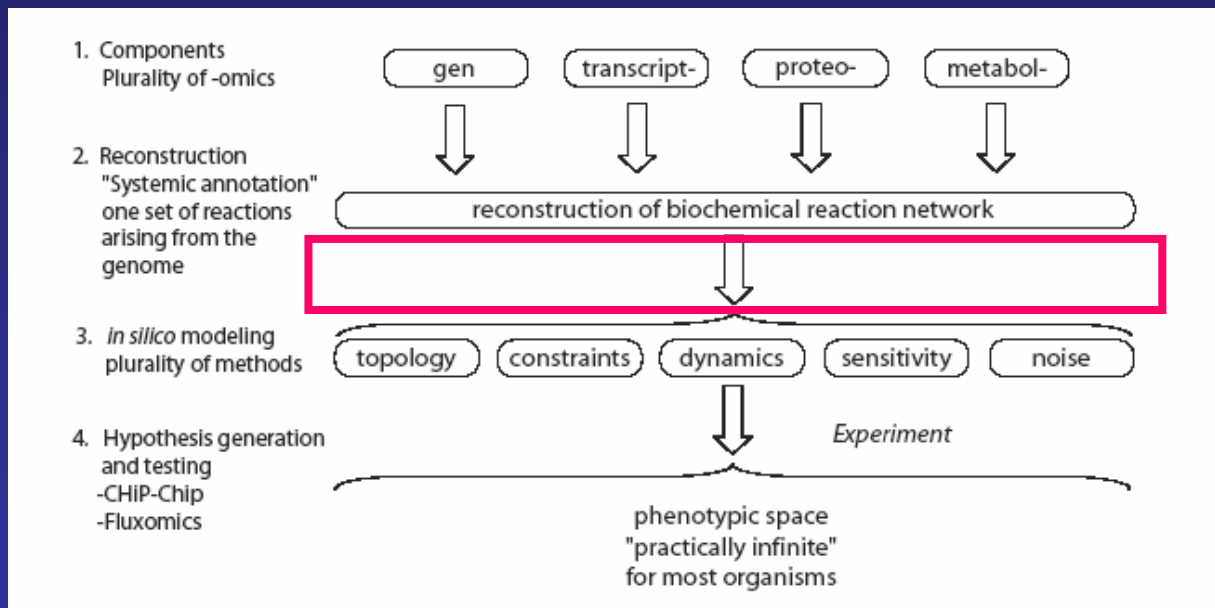 1. Components
Plurality of -omics
gen
transcript-
proteo-
metabol-
2. Reconstruction
"Systemic annotation"
one set of reactions
arising from the
genome
reconstruction of biochemical reaction network
3. in silico modeling
plurality of methods
topology
constraints
dynamics
sensitivity
noise
4. Hypothesis generation
and testing
-CHiP-Chip
-Fluxomics
Experiment
phenotypic space
"practically infinite"
for most organisms